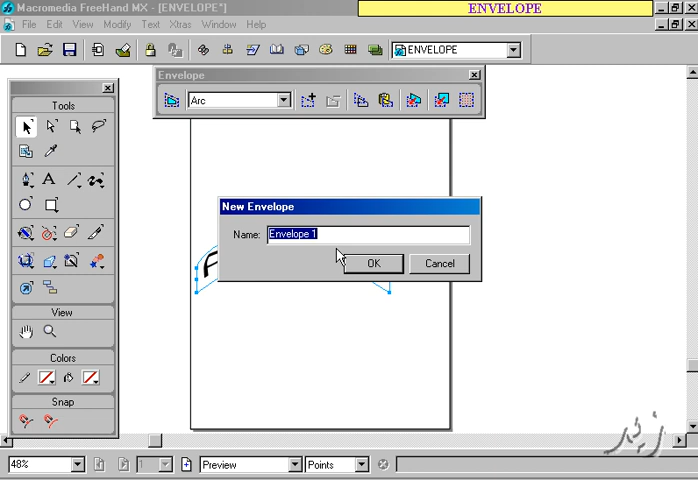 Macromedia FreeHand MX - [ENVELOPE*]
ENVELOPE
File Edit View Modify Text Xtras Window Help
ENVELOPE
Envelope
Arc
Tools
New Envelope
Name: Envelope 1
OK Cancel
View
Colors
Snap
48% 1 Preview Points